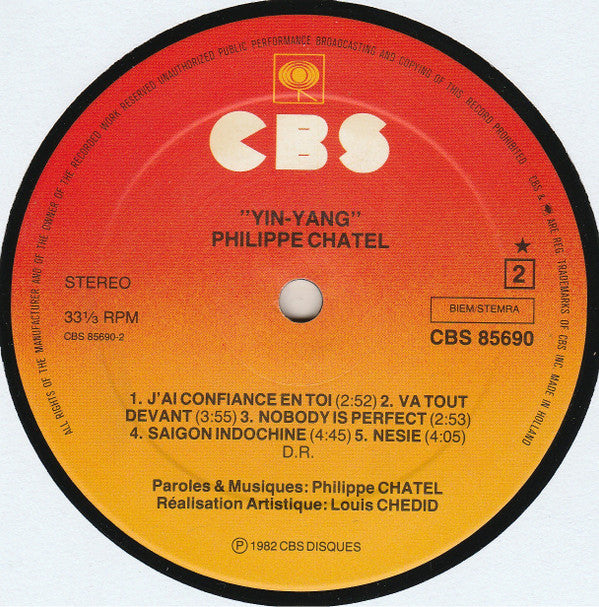 ALL RIGHTS OF THE MANUFACTURER AND OF THE OWNER OF THE RECORDED WORK RESERVED UNAUTHORIZED PUBLIC PERFORMANCE BROADCASTING AND COPYING OF THIS RECORD PROHIBITED
CBS & ARE REG. TRADEMARKS OF CBS INC. MADE IN HOLLAND
CBS
"YIN-YANG"
PHILIPPE CHATEL
STEREO
2
33⅓ RPM
BIEM/STEMRA
CBS 85690-2
CBS 85690
1. J'AI CONFIANCE EN TOI (2:52) 2. VA TOUT
DEVANT (3:55) 3. NOBODY IS PERFECT (2:53)
4. SAIGON INDOCHINE (4:45) 5. NESIE (4:05)
D.R.
Paroles & Musiques: Philippe CHATEL
Réalisation Artistique: Louis CHEDID
Ⓟ 1982 CBS DISQUES